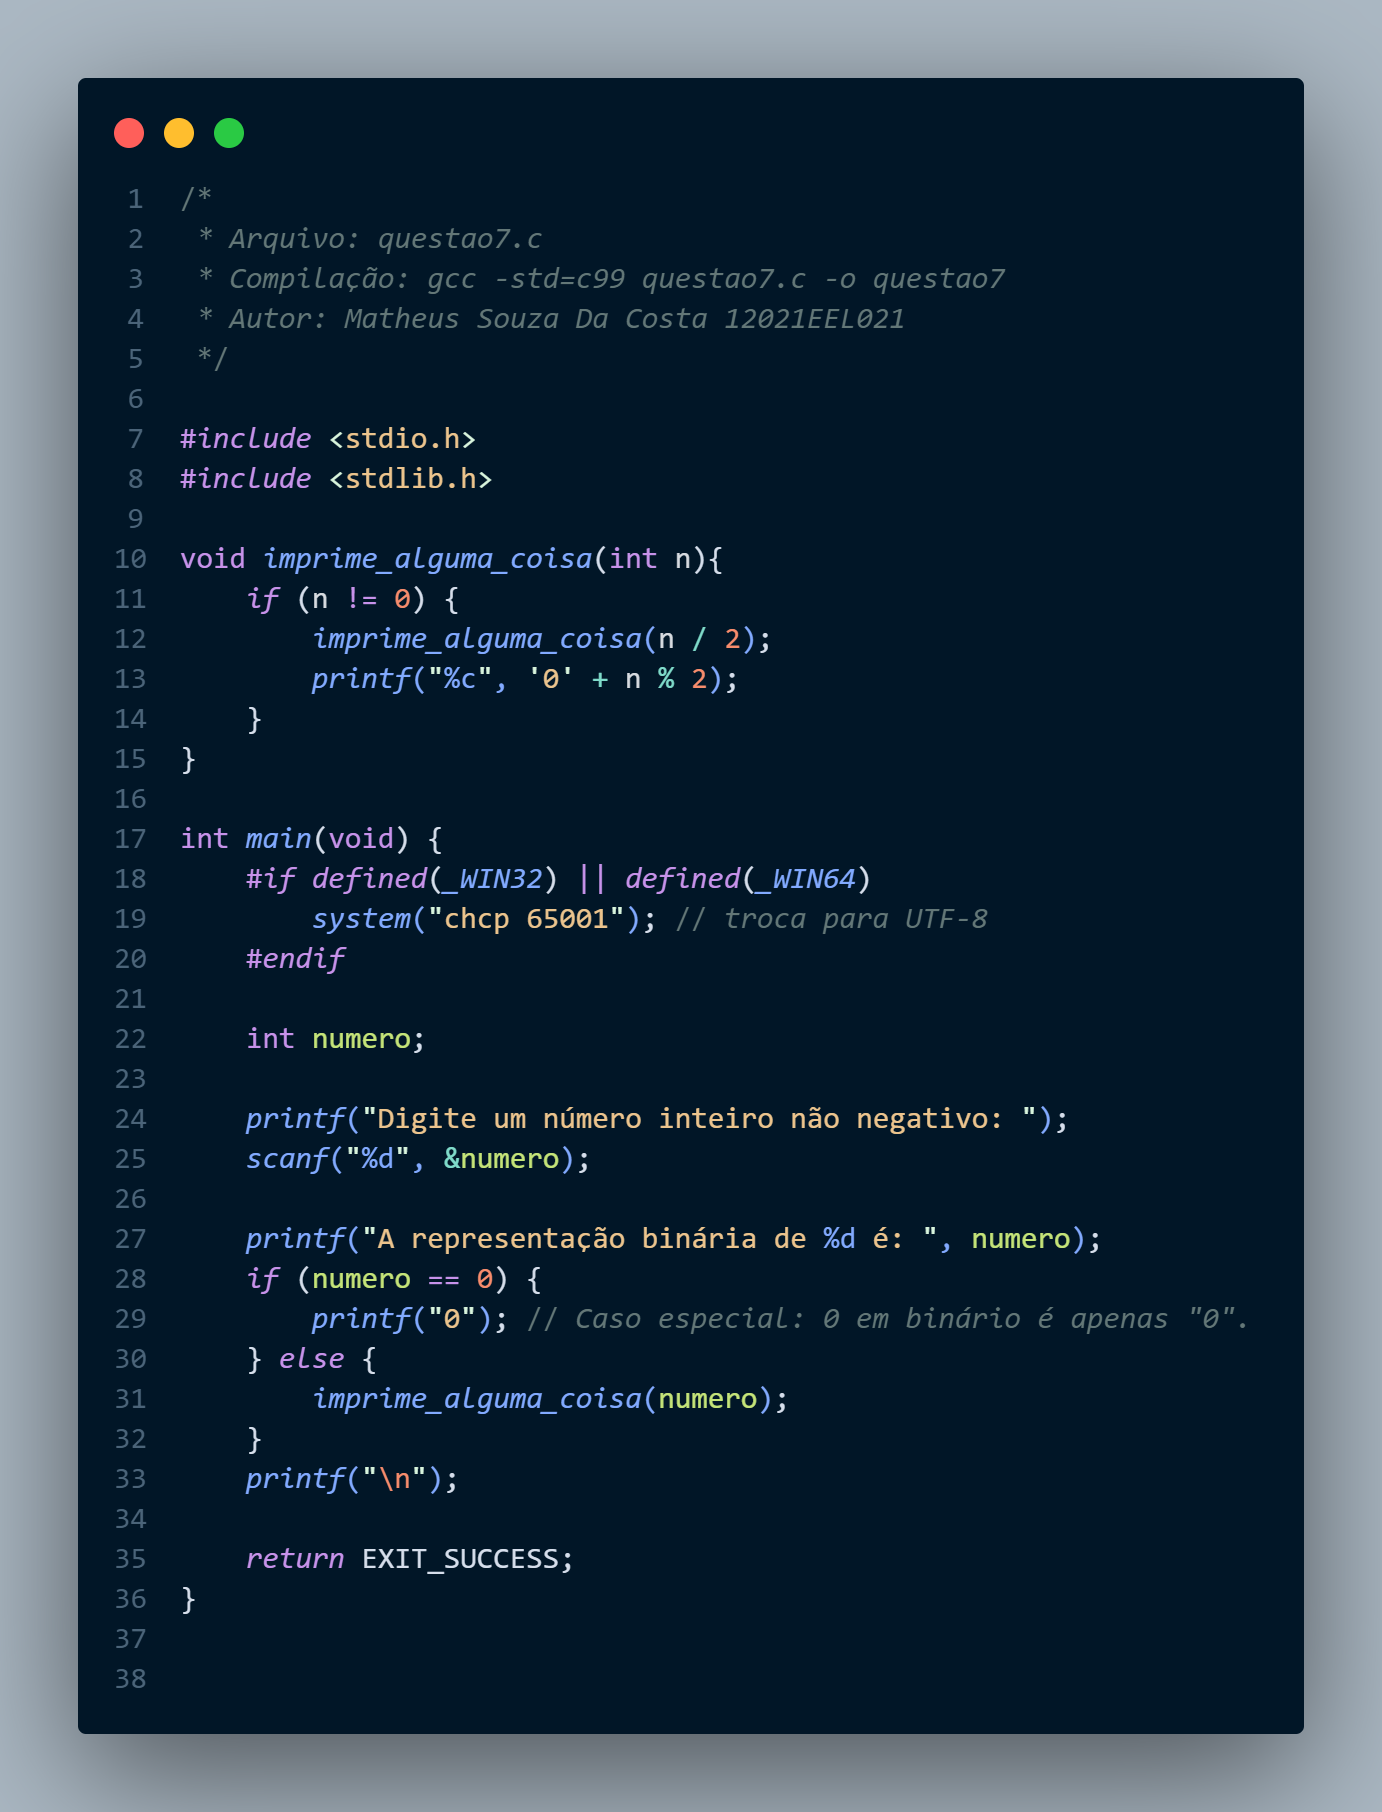 1 /*
2  * Arquivo: questao7.c
3  * Compilação: gcc -std=c99 questao7.c -o questao7
4  * Autor: Matheus Souza Da Costa 12021EEL021
5  */
6
7 #include <stdio.h>
8 #include <stdlib.h>
9
10 void imprime_alguma_coisa(int n){
11     if (n != 0) {
12         imprime_alguma_coisa(n / 2);
13         printf("%c", '0' + n % 2);
14     }
15 }
16
17 int main(void) {
18     #if defined(_WIN32) || defined(_WIN64)
19         system("chcp 65001"); // troca para UTF-8
20     #endif
21
22     int numero;
23
24     printf("Digite um número inteiro não negativo: ");
25     scanf("%d", &numero);
26
27     printf("A representação binária de %d é: ", numero);
28     if (numero == 0) {
29         printf("0"); // Caso especial: 0 em binário é apenas "0".
30     } else {
31         imprime_alguma_coisa(numero);
32     }
33     printf("\n");
34
35     return EXIT_SUCCESS;
36 }
37
38